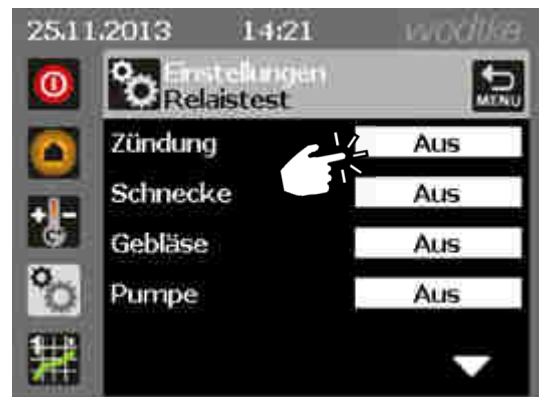 25.11.2013 14:21 wodtke
Einstellungen
Relaistest
MENU
Zündung Aus
Schnecke Aus
Gebläse Aus
Pumpe Aus